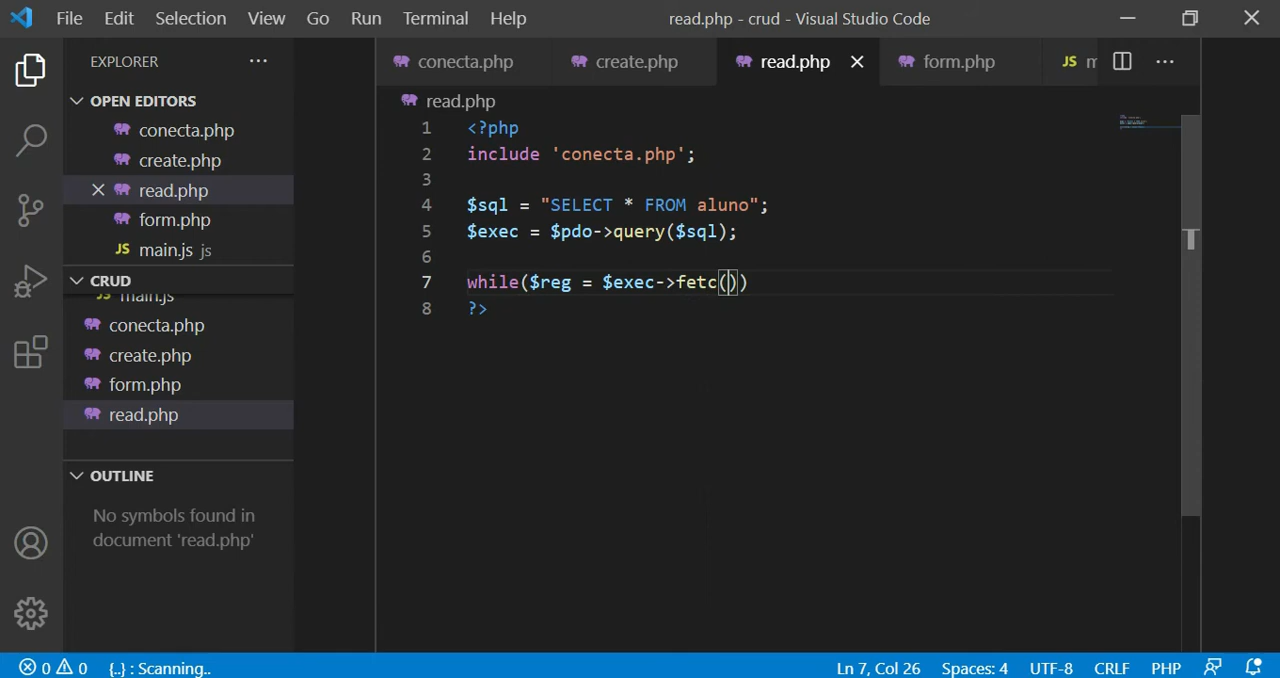 File Edit Selection View Go Run Terminal Help read.php - crud - Visual Studio Code
EXPLORER
OPEN EDITORS
conecta.php
create.php
read.php
form.php
main.js js
CRUD
main.js
conecta.php
create.php
form.php
read.php
OUTLINE
No symbols found in
document 'read.php'
conecta.php create.php read.php form.php JS m
read.php
1 <?php
2 include 'conecta.php';
3
4 $sql = "SELECT * FROM aluno";
5 $exec = $pdo->query($sql);
6
7 while($reg = $exec->fetc())
8 ?>
0 0 {..} : Scanning.. Ln 7, Col 26 Spaces: 4 UTF-8 CRLF PHP